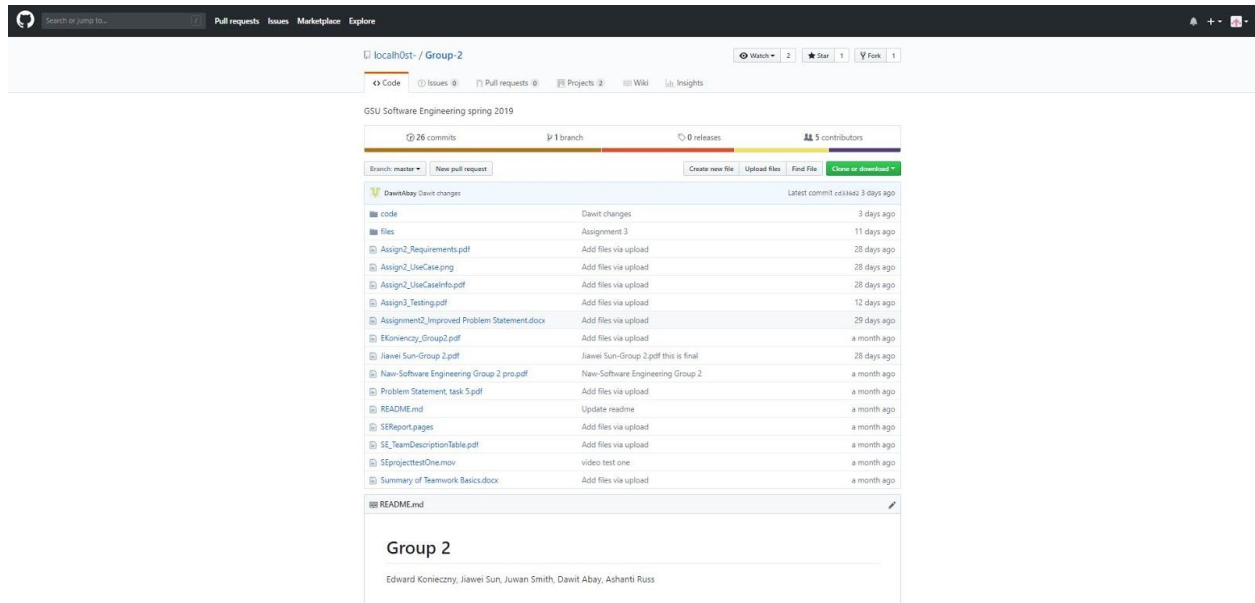 Search or jump to... / Pull requests Issues Marketplace Explore
localh0st- / Group-2 Watch 2 Star 1 Fork 1
Code Issues 0 Pull requests 0 Projects 2 Wiki Insights
GSU Software Engineering spring 2019
26 commits 1 branch 0 releases 5 contributors
Branch: master New pull request Create new file Upload files Find File Clone or download
DawitAbay Dawit changes Latest commit 3 days ago
code Dawit changes 3 days ago
files Assignment 3 11 days ago
Assign2_Requirements.pdf Add files via upload 28 days ago
Assign2_UseCase.png Add files via upload 28 days ago
Assign2_UseCaseInfo.pdf Add files via upload 28 days ago
Assign3_Testing.pdf Add files via upload 12 days ago
Assignment2_Improved Problem Statement.docx Add files via upload 29 days ago
EKonienczy_Group2.pdf Add files via upload a month ago
Jiawei Sun-Group 2.pdf Jiawei Sun-Group 2.pdf this is final 28 days ago
Naw-Software Engineering Group 2 pro.pdf Naw-Software Engineering Group 2 a month ago
Problem Statement, task 5.pdf Add files via upload a month ago
README.md Update readme a month ago
SEReport.pages Add files via upload a month ago
SE_TeamDescriptionTable.pdf Add files via upload a month ago
SEprojecttestOne.mov video test one a month ago
Summary of Teamwork Basics.docx Add files via upload a month ago
README.md
Group 2
Edward Konieczny, Jiawei Sun, Juwan Smith, Dawit Abay, Ashanti Russ